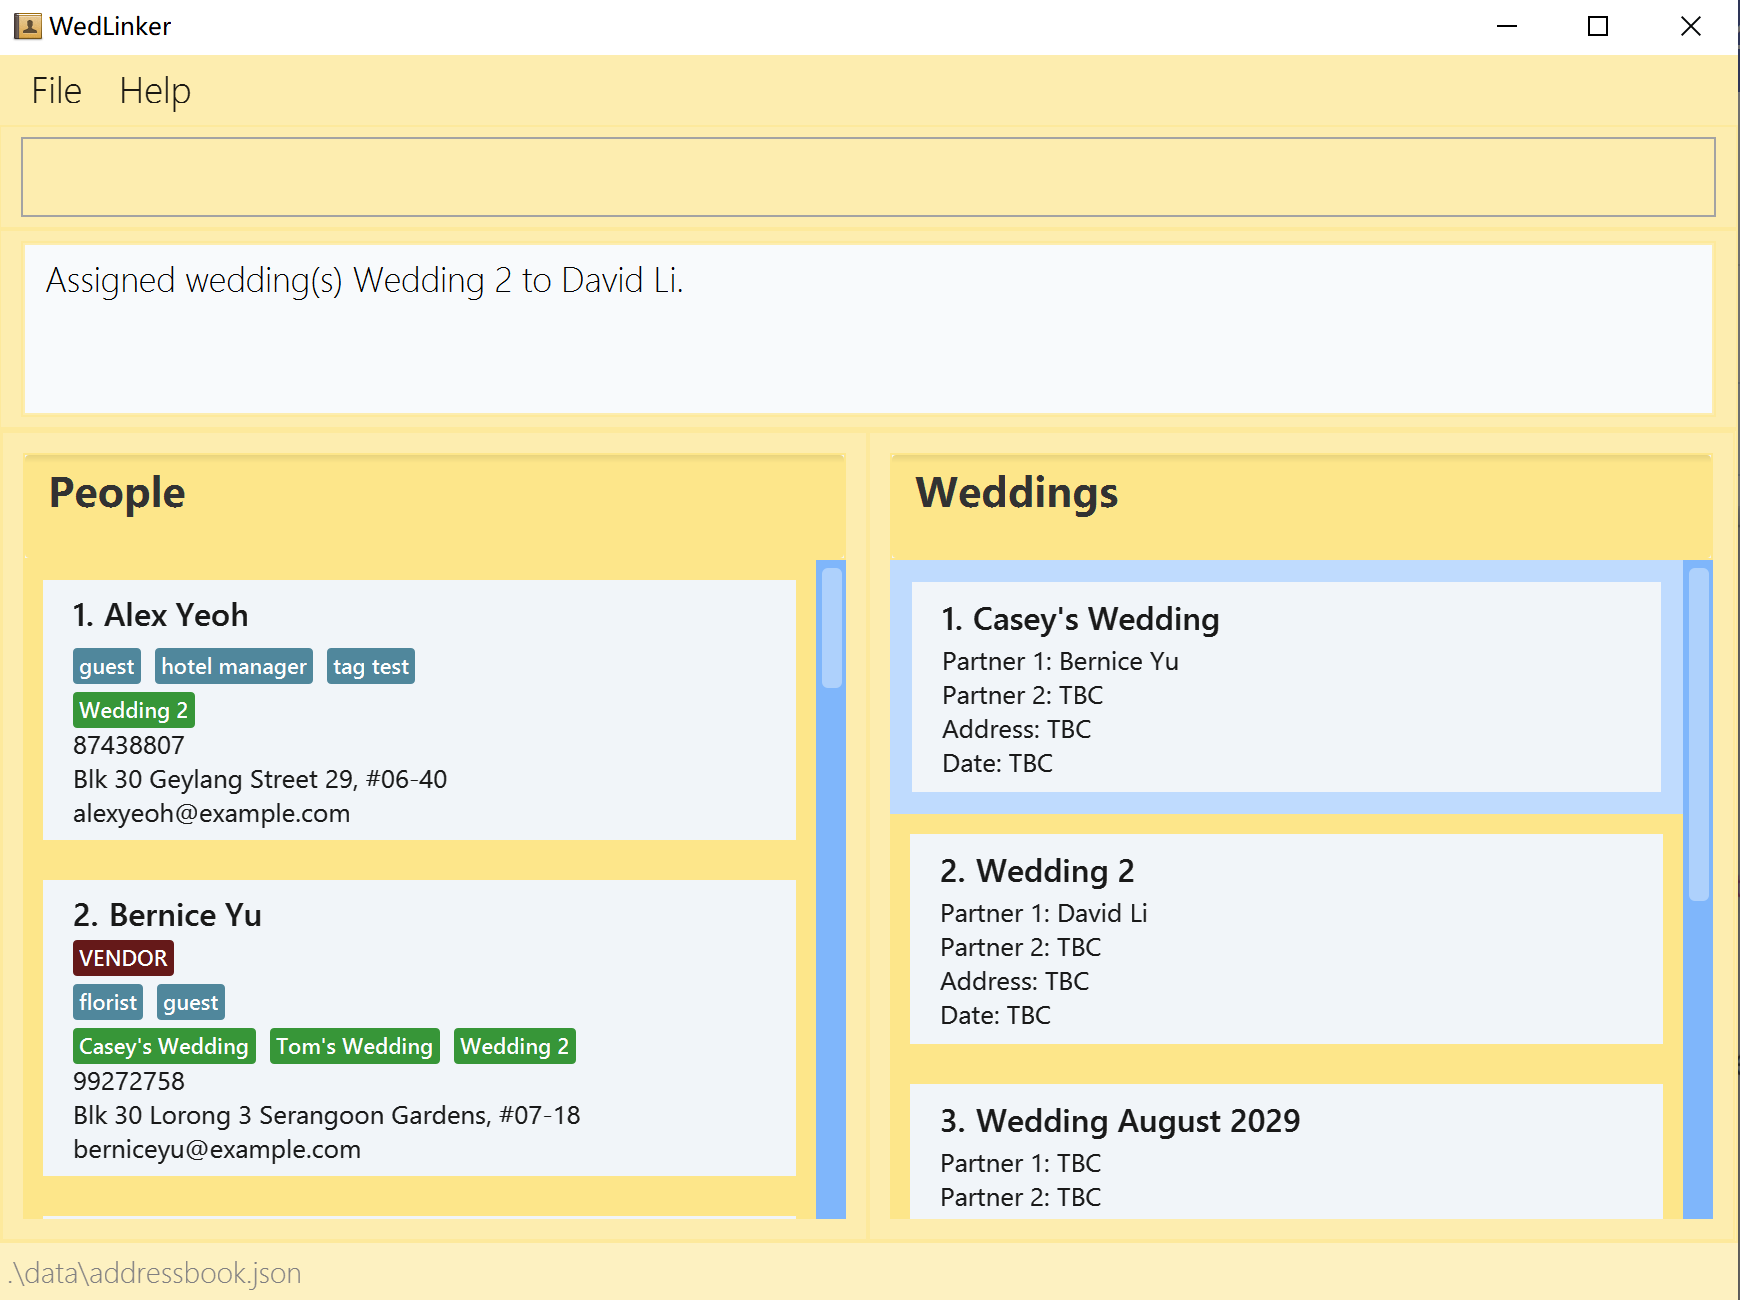 WedLinker
File Help
Assigned wedding(s) Wedding 2 to David Li.
People
1. Alex Yeoh
guest hotel manager tag test
Wedding 2
87438807
Blk 30 Geylang Street 29, #06-40
alexyeoh@example.com
2. Bernice Yu
VENDOR
florist guest
Casey's Wedding Tom's Wedding Wedding 2
99272758
Blk 30 Lorong 3 Serangoon Gardens, #07-18
berniceyu@example.com
Weddings
1. Casey's Wedding
Partner 1: Bernice Yu
Partner 2: TBC
Address: TBC
Date: TBC
2. Wedding 2
Partner 1: David Li
Partner 2: TBC
Address: TBC
Date: TBC
3. Wedding August 2029
Partner 1: TBC
Partner 2: TBC
.\data\addressbook.json